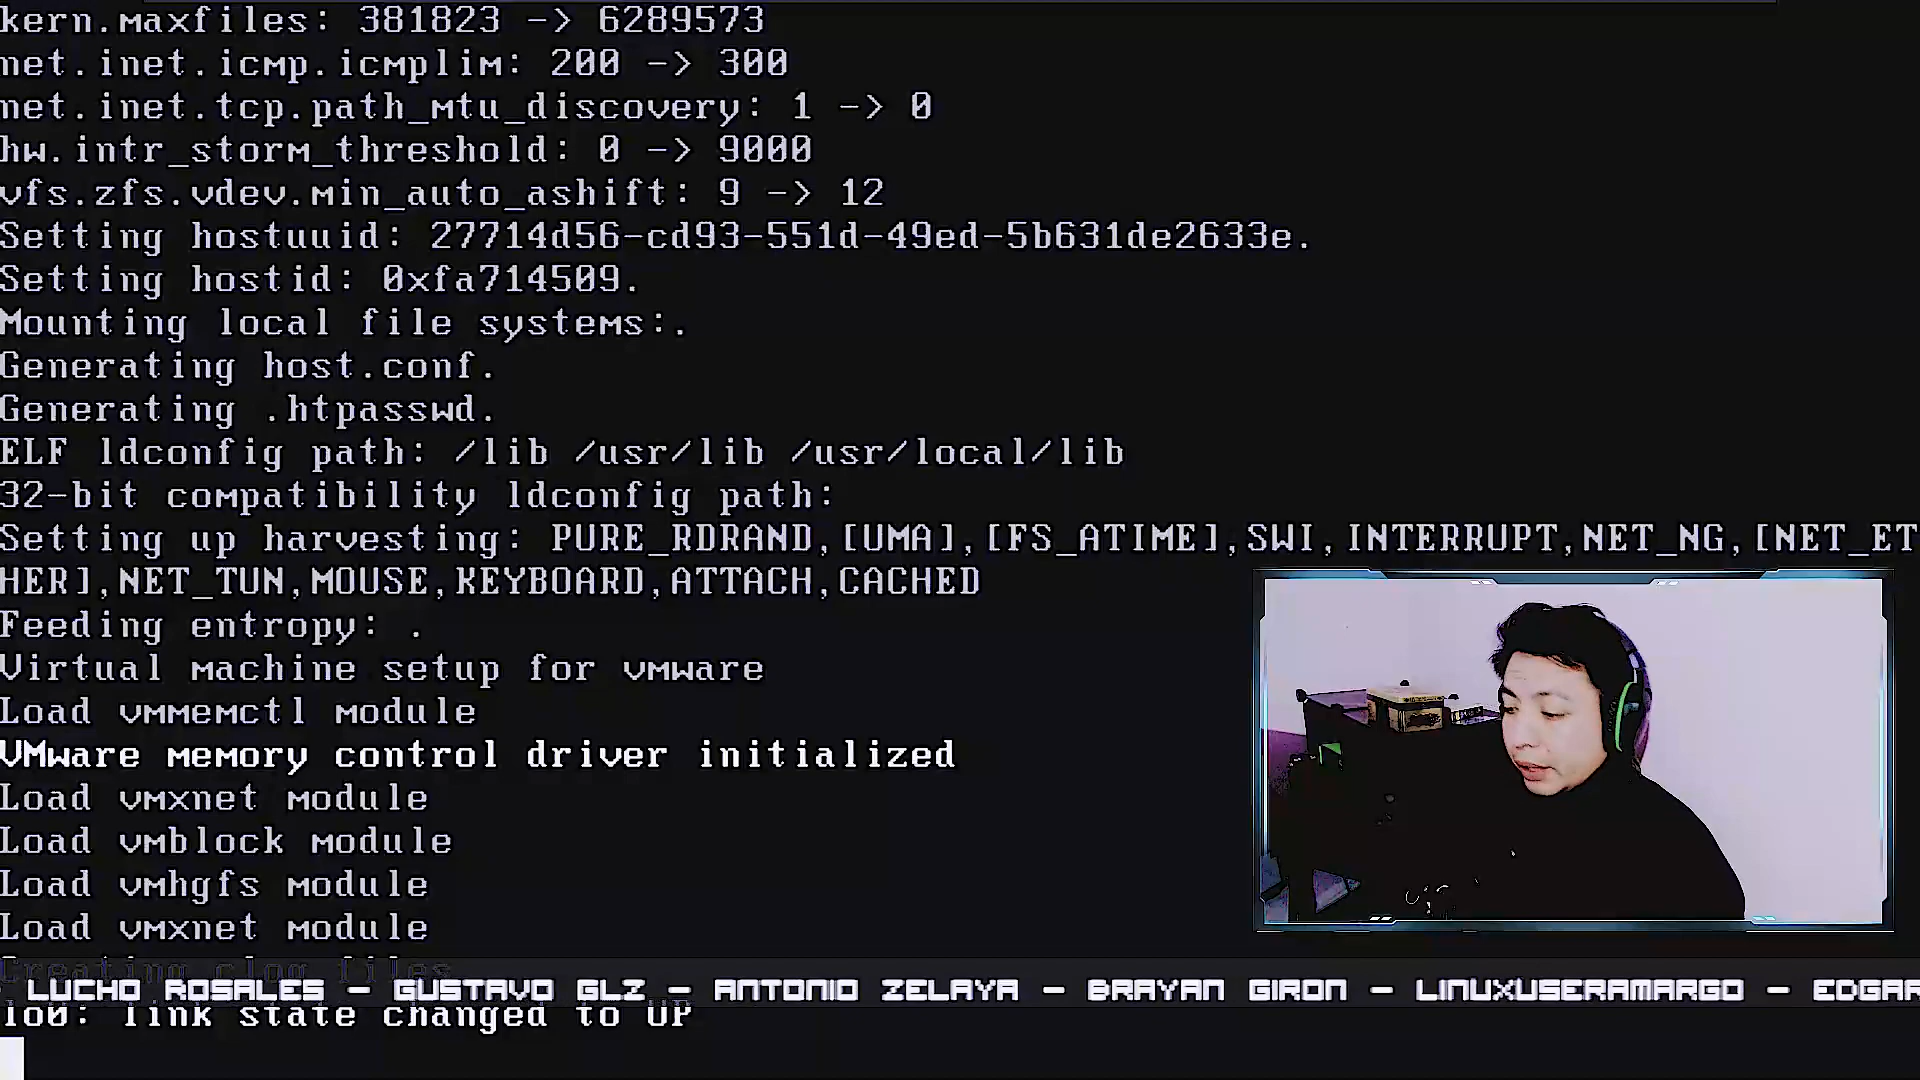 kern.maxfiles: 381823 -> 6289573
net.inet.icmp.icmplim: 200 -> 300
net.inet.tcp.path_mtu_discovery: 1 -> 0
hw.intr_storm_threshold: 0 -> 9000
vfs.zfs.vdev.min_auto_ashift: 9 -> 12
Setting hostuuid: 27714d56-cd93-551d-49ed-5b631de2633e.
Setting hostid: 0xfa714509.
Mounting local file systems:.
Generating host.conf.
Generating .htpasswd.
ELF ldconfig path: /lib /usr/lib /usr/local/lib
32-bit compatibility ldconfig path:
Setting up harvesting: PURE_RDRAND,[UMA],[FS_ATIME],SWI,INTERRUPT,NET_NG,[NET_ET
HER],NET_TUN,MOUSE,KEYBOARD,ATTACH,CACHED
Feeding entropy: .
Virtual machine setup for vmware
Load vmmemctl module
VMware memory control driver initialized
Load vmxnet module
Load vmblock module
Load vmhgfs module
Load vmxnet module
Creating clog files
LUCHO ROSALES - GUSTAVO GLZ - ANTONIO ZELAYA - BRAYAN GIRON - LINUXUSERAMARGO - EDGAR
lo0: link state changed to UP